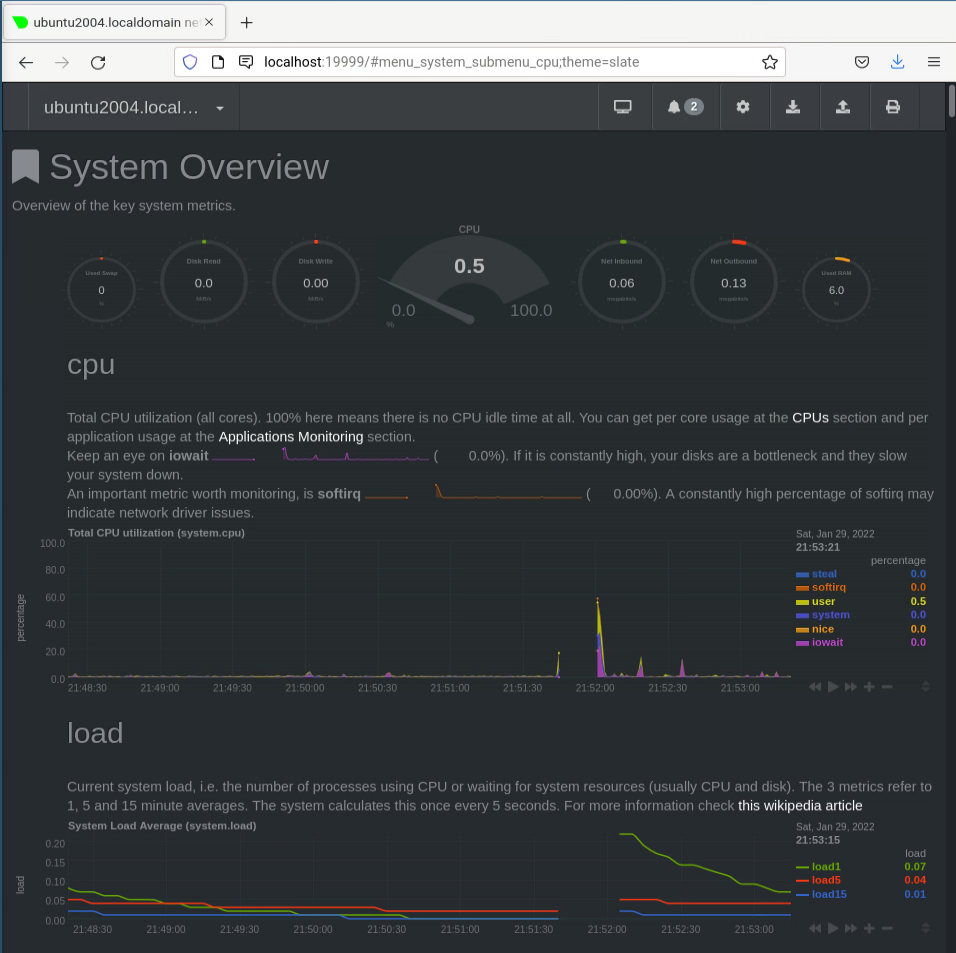 ubuntu2004.localdomain ne
localhost:19999/#menu_system_submenu_cpu;theme=slate
ubuntu2004.local...
2
System Overview
Overview of the key system metrics.
CPU
Used Swap
0
%
Disk Read
0.0
Disk Write
0.00
0.5
0.0
100.0
%
Net Inbound
0.06
megabits/s
Net Outbound
0.13
megabits/s
Used RAM
6.0
%
cpu
Total CPU utilization (all cores). 100% here means there is no CPU idle time at all. You can get per core usage at the CPUs section and per
application usage at the Applications Monitoring section.
Keep an eye on iowait ( 0.0%). If it is constantly high, your disks are a bottleneck and they slow
your system down.
An important metric worth monitoring, is softirq ( 0.00%). A constantly high percentage of softirq may
indicate network driver issues.
Total CPU utilization (system.cpu)
Sat, Jan 29, 2022
21:53:21
percentage
steal 0.0
softirq 0.0
user 0.5
system 0.0
nice 0.0
iowait 0.0
percentage
100.0
80.0
60.0
40.0
20.0
0.0
21:48:30 21:49:00 21:49:30 21:50:00 21:50:30 21:51:00 21:51:30 21:52:00 21:52:30 21:53:00
load
Current system load, i.e. the number of processes using CPU or waiting for system resources (usually CPU and disk). The 3 metrics refer to
1, 5 and 15 minute averages. The system calculates this once every 5 seconds. For more information check this wikipedia article
System Load Average (system.load)
Sat, Jan 29, 2022
21:53:15
load
load1 0.07
load5 0.04
load15 0.01
load
0.20
0.15
0.10
0.05
0.00
21:48:30 21:49:00 21:49:30 21:50:00 21:50:30 21:51:00 21:51:30 21:52:00 21:52:30 21:53:00